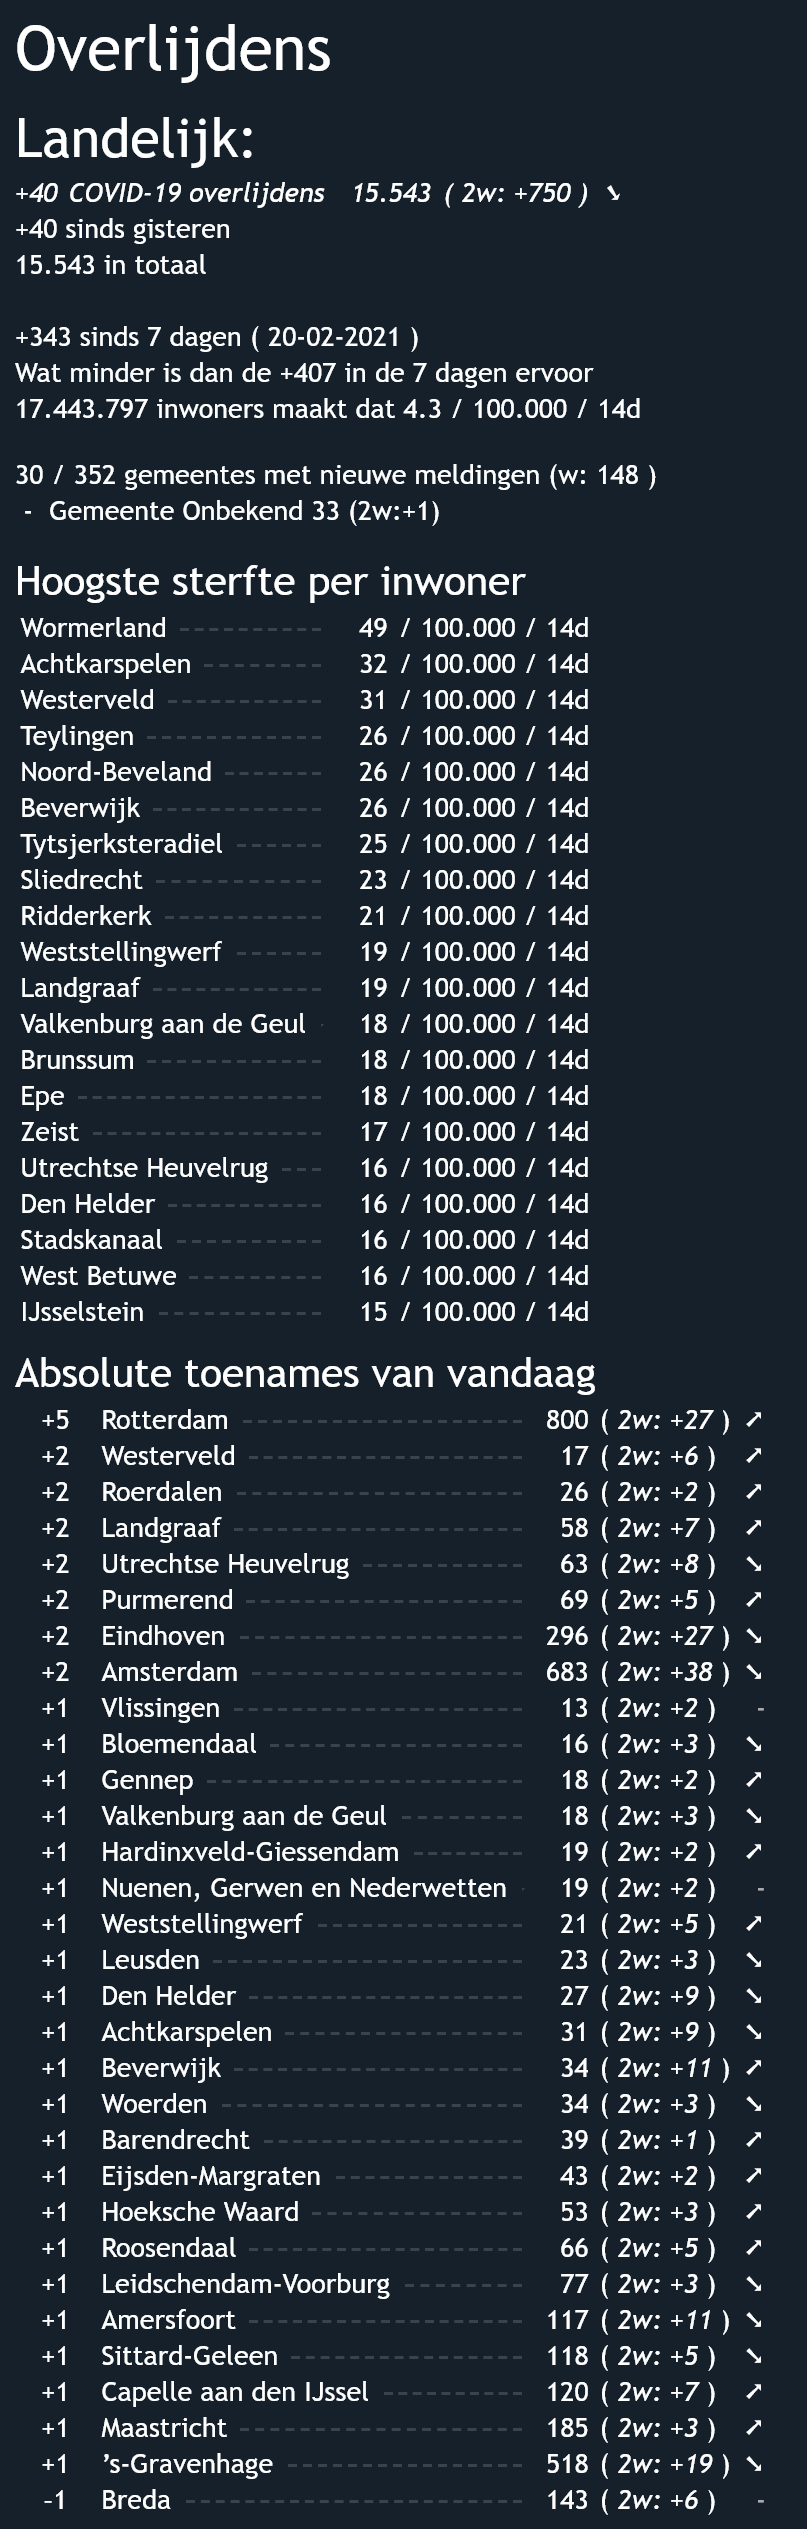 Overlijdens
Landelijk:
+40 COVID-19 overlijdens 15.543 ( 2w: +750 ) ➘
+40 sinds gisteren
15.543 in totaal
+343 sinds 7 dagen ( 20-02-2021 )
Wat minder is dan de +407 in de 7 dagen ervoor
17.443.797 inwoners maakt dat 4.3 / 100.000 / 14d
30 / 352 gemeentes met nieuwe meldingen (w: 148 )
- Gemeente Onbekend 33 (2w:+1)
Hoogste sterfte per inwoner
Wormerland ---------- 49 / 100.000 / 14d
Achtkarspelen -------- 32 / 100.000 / 14d
Westerveld ----------- 31 / 100.000 / 14d
Teylingen ------------ 26 / 100.000 / 14d
Noord-Beveland ------ 26 / 100.000 / 14d
Beverwijk ------------ 26 / 100.000 / 14d
Tytsjerksteradiel ------ 25 / 100.000 / 14d
Sliedrecht ------------ 23 / 100.000 / 14d
Ridderkerk ----------- 21 / 100.000 / 14d
Weststellingwerf ------ 19 / 100.000 / 14d
Landgraaf ------------ 19 / 100.000 / 14d
Valkenburg aan de Geul - 18 / 100.000 / 14d
Brunssum ------------ 18 / 100.000 / 14d
Epe ----------------- 18 / 100.000 / 14d
Zeist ---------------- 17 / 100.000 / 14d
Utrechtse Heuvelrug --- 16 / 100.000 / 14d
Den Helder ----------- 16 / 100.000 / 14d
Stadskanaal ---------- 16 / 100.000 / 14d
West Betuwe --------- 16 / 100.000 / 14d
IJsselstein ----------- 15 / 100.000 / 14d
Absolute toenames van vandaag
+5 Rotterdam ------------------- 800 ( 2w: +27 ) ➚
+2 Westerveld ------------------- 17 ( 2w: +6 ) ➚
+2 Roerdalen -------------------- 26 ( 2w: +2 ) ➚
+2 Landgraaf -------------------- 58 ( 2w: +7 ) ➚
+2 Utrechtse Heuvelrug ----------- 63 ( 2w: +8 ) ➘
+2 Purmerend ------------------- 69 ( 2w: +5 ) ➚
+2 Eindhoven -------------------- 296 ( 2w: +27 ) ➘
+2 Amsterdam ------------------- 683 ( 2w: +38 ) ➘
+1 Vlissingen -------------------- 13 ( 2w: +2 ) -
+1 Bloemendaal ----------------- 16 ( 2w: +3 ) ➘
+1 Gennep ---------------------- 18 ( 2w: +2 ) ➚
+1 Valkenburg aan de Geul -------- 18 ( 2w: +3 ) ➘
+1 Hardinxveld-Giessendam ------- 19 ( 2w: +2 ) ➚
+1 Nuenen, Gerwen en Nederwetten - 19 ( 2w: +2 ) -
+1 Weststellingwerf -------------- 21 ( 2w: +5 ) ➚
+1 Leusden --------------------- 23 ( 2w: +3 ) ➘
+1 Den Helder ------------------- 27 ( 2w: +9 ) ➘
+1 Achtkarspelen ---------------- 31 ( 2w: +9 ) ➘
+1 Beverwijk -------------------- 34 ( 2w: +11 ) ➚
+1 Woerden --------------------- 34 ( 2w: +3 ) ➘
+1 Barendrecht ------------------ 39 ( 2w: +1 ) ➚
+1 Eijsden-Margraten ------------- 43 ( 2w: +2 ) ➚
+1 Hoeksche Waard -------------- 53 ( 2w: +3 ) ➚
+1 Roosendaal ------------------- 66 ( 2w: +5 ) ➚
+1 Leidschendam-Voorburg -------- 77 ( 2w: +3 ) ➘
+1 Amersfoort ------------------- 117 ( 2w: +11 ) ➘
+1 Sittard-Geleen ---------------- 118 ( 2w: +5 ) ➘
+1 Capelle aan den IJssel ---------- 120 ( 2w: +7 ) ➚
+1 Maastricht -------------------- 185 ( 2w: +3 ) ➚
+1 ’s-Gravenhage ---------------- 518 ( 2w: +19 ) ➘
-1 Breda ------------------------ 143 ( 2w: +6 ) -